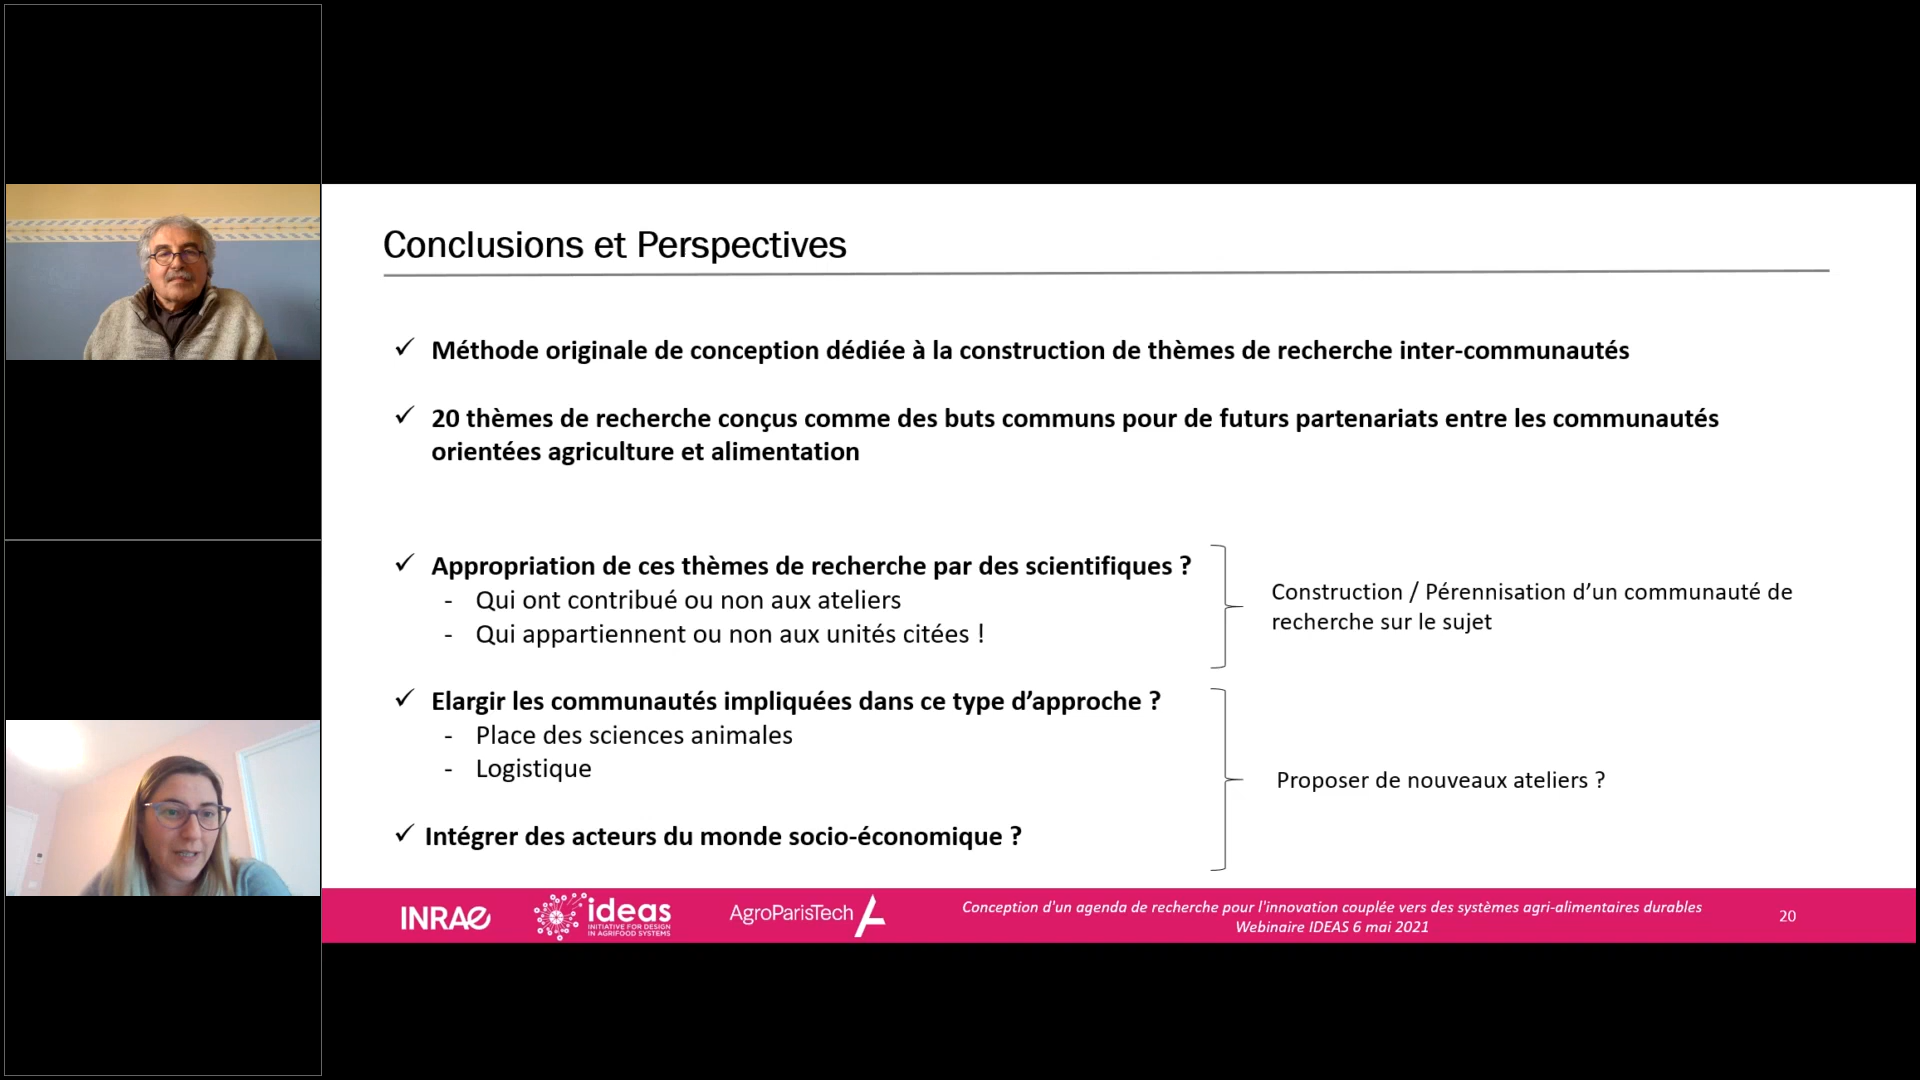 Conclusions et Perspectives
✓ Méthode originale de conception dédiée à la construction de thèmes de recherche inter-communautés
✓ 20 thèmes de recherche conçus comme des buts communs pour de futurs partenariats entre les communautés
orientées agriculture et alimentation
✓ Appropriation de ces thèmes de recherche par des scientifiques ?
- Qui ont contribué ou non aux ateliers
- Qui appartiennent ou non aux unités citées !
Construction / Pérennisation d’un communauté de
recherche sur le sujet
✓ Elargir les communautés impliquées dans ce type d’approche ?
- Place des sciences animales
- Logistique
✓ Intégrer des acteurs du monde socio-économique ?
Proposer de nouveaux ateliers ?
INRAE
ideas
INITIATIVE FOR DESIGN
IN AGRIFOOD SYSTEMS
AgroParisTech
Conception d'un agenda de recherche pour l'innovation couplée vers des systèmes agri-alimentaires durables
Webinaire IDEAS 6 mai 2021
20